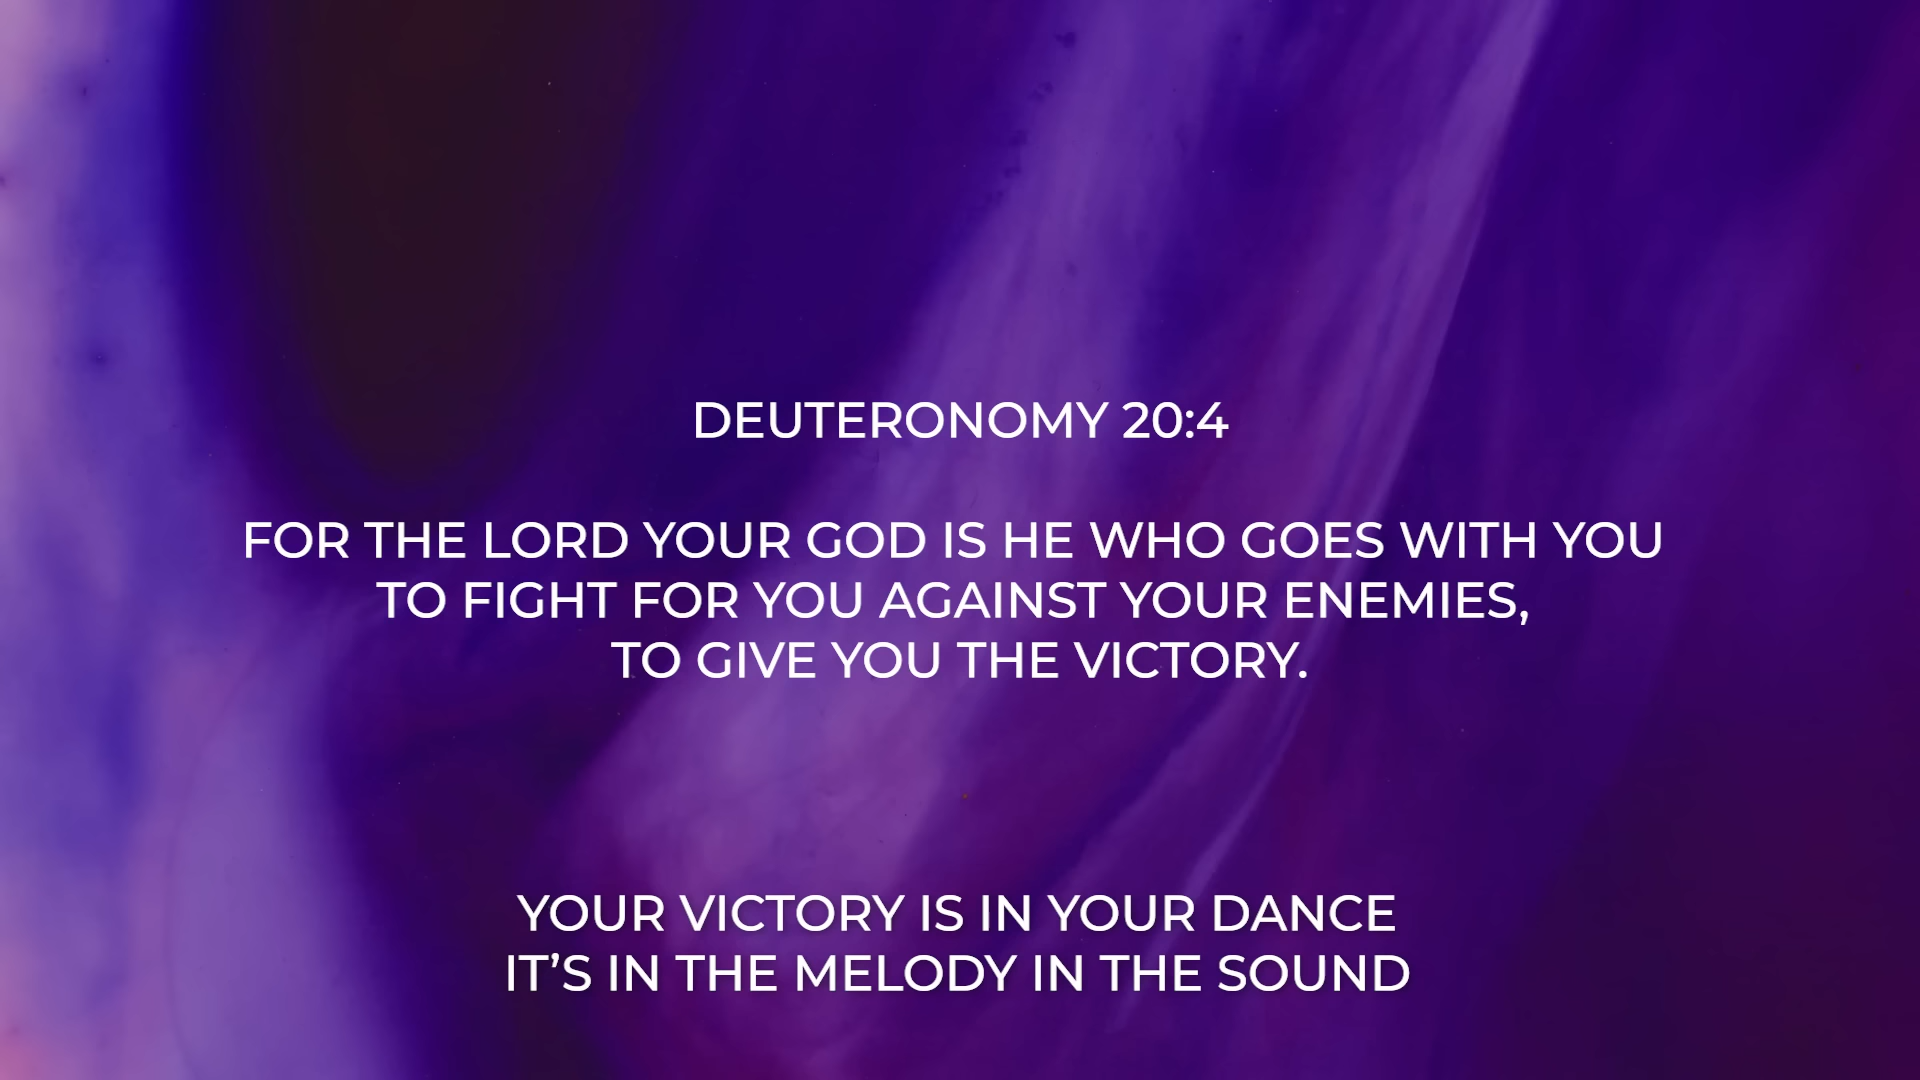 DEUTERONOMY 20:4
FOR THE LORD YOUR GOD IS HE WHO GOES WITH YOU
TO FIGHT FOR YOU AGAINST YOUR ENEMIES,
TO GIVE YOU THE VICTORY.
YOUR VICTORY IS IN YOUR DANCE
IT’S IN THE MELODY IN THE SOUND